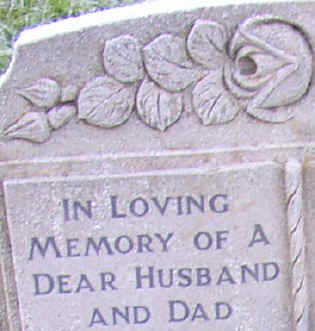 IN LOVING
MEMORY OF A
DEAR HUSBAND
AND DAD